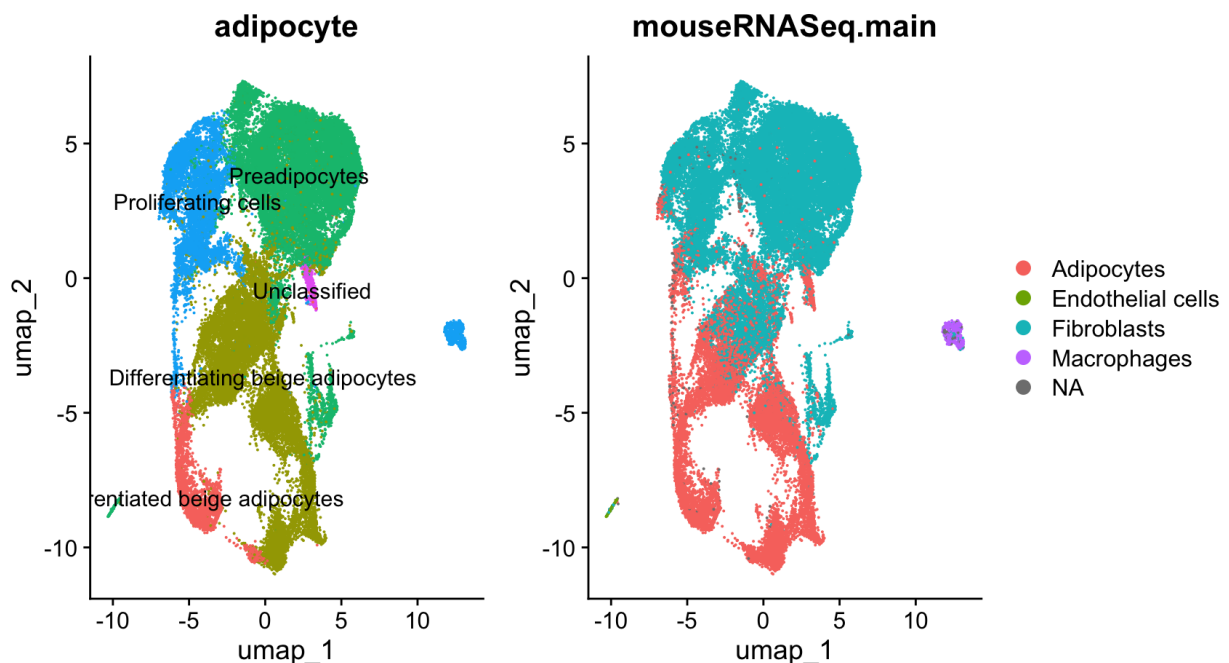 adipocyte
mouseRNASeq.main
5
0
-5
-10
umap_2
Preadipocytes
Proliferating cells
Unclassified
Differentiating beige adipocytes
rentiated beige adipocytes
-10
-5
0
5
10
umap_1
5
0
-5
-10
umap_2
-10
-5
0
5
10
umap_1
Adipocytes
Endothelial cells
Fibroblasts
Macrophages
NA